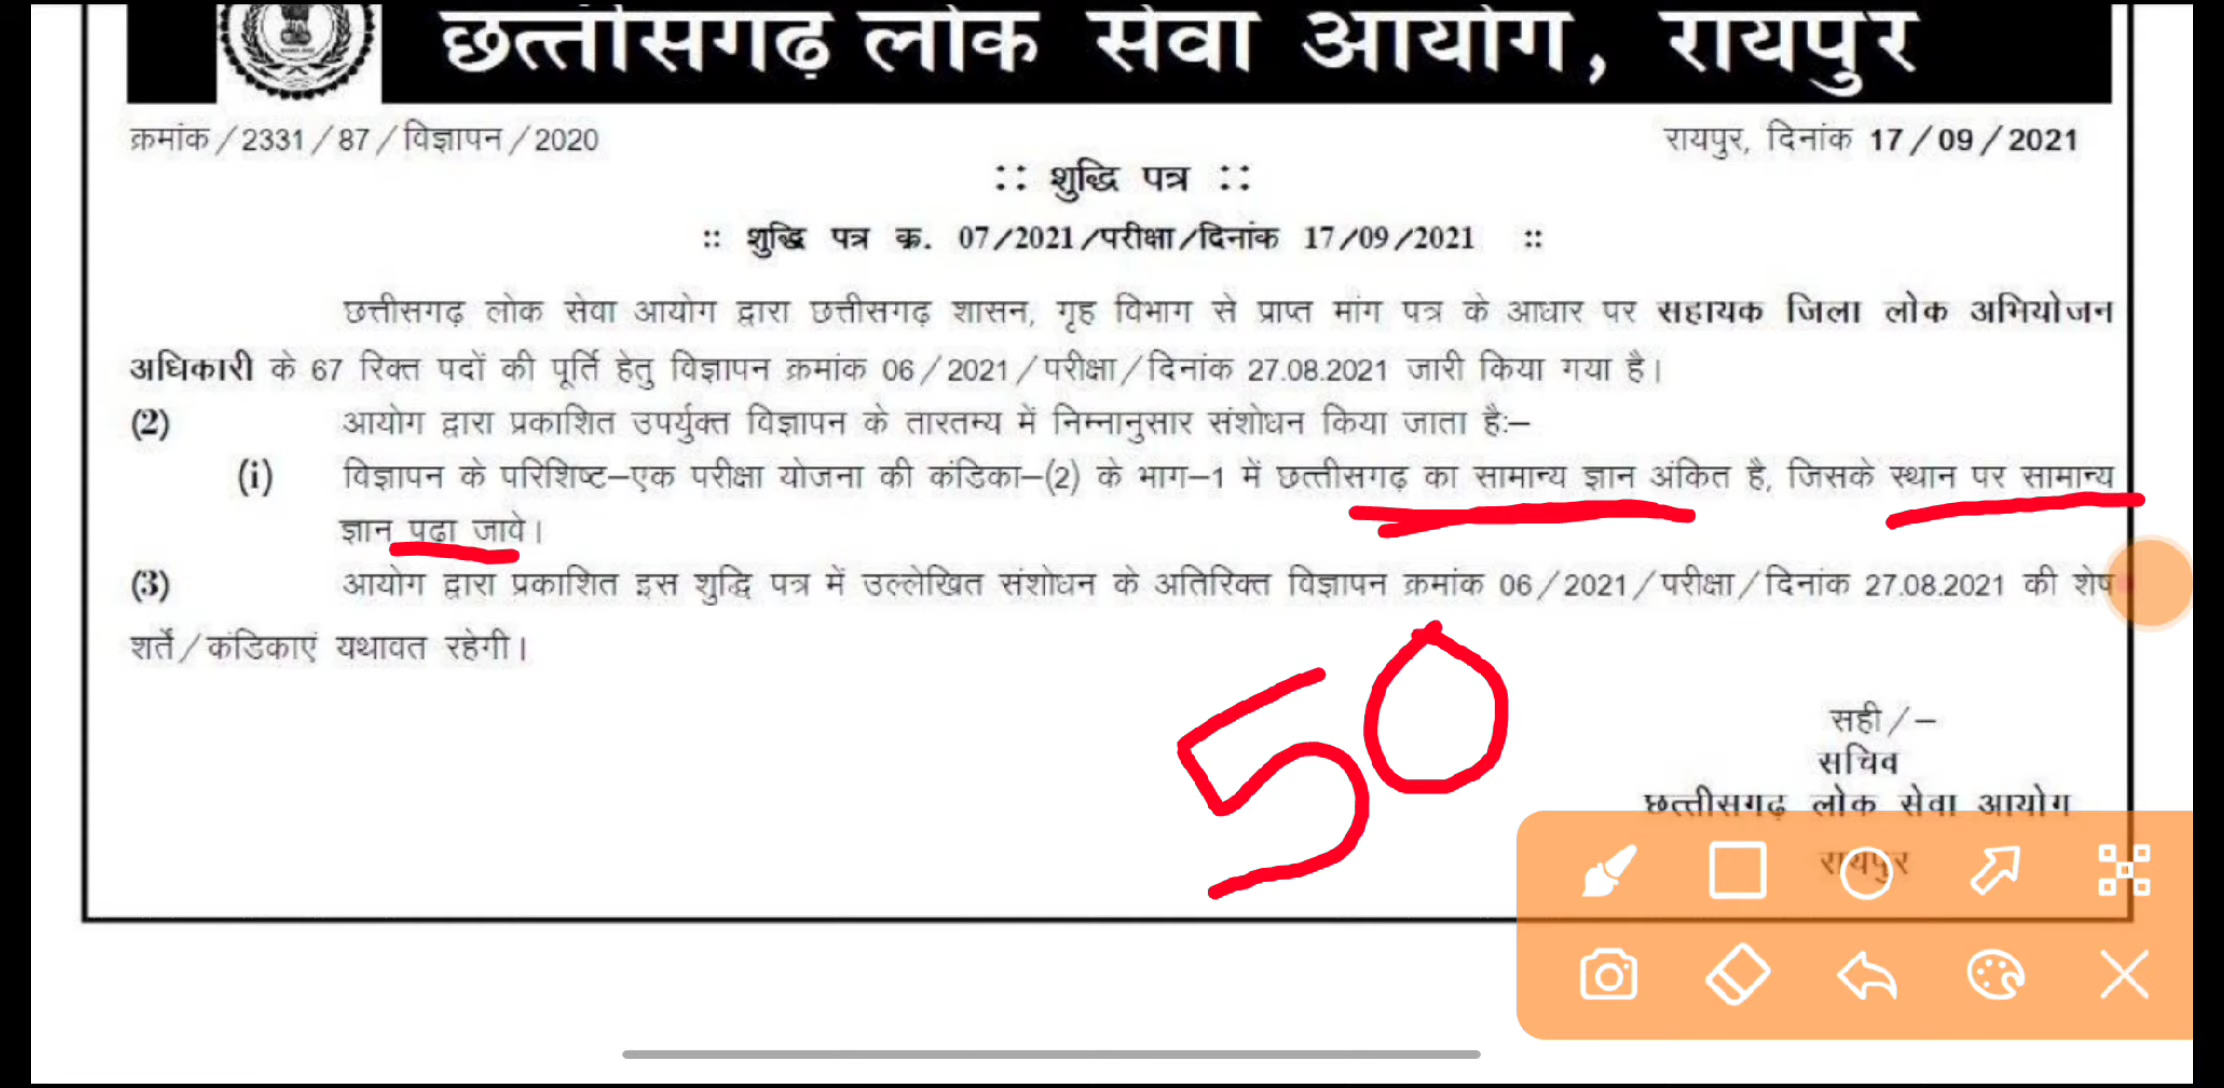 छत्तीसगढ़ लोक सेवा आयोग, रायपुर
क्रमांक/2331/87/विज्ञापन/2020
रायपुर, दिनांक 17/09/2021
:: शुद्धि पत्र ::
:: शुद्धि पत्र क्र. 07/2021/परीक्षा/दिनांक 17/09/2021 ::
छत्तीसगढ़ लोक सेवा आयोग द्वारा छत्तीसगढ़ शासन, गृह विभाग से प्राप्त मांग पत्र के आधार पर सहायक जिला लोक अभियोजन
अधिकारी के 67 रिक्त पदों की पूर्ति हेतु विज्ञापन क्रमांक 06/2021/परीक्षा/दिनांक 27.08.2021 जारी किया गया है।
(2) आयोग द्वारा प्रकाशित उपर्युक्त विज्ञापन के तारतम्य में निम्नानुसार संशोधन किया जाता है:–
(i) विज्ञापन के परिशिष्ट–एक परीक्षा योजना की कंडिका–(2) के भाग–1 में छत्तीसगढ़ का सामान्य ज्ञान अंकित है, जिसके स्थान पर सामान्य
ज्ञान पढ़ा जावे।
(3) आयोग द्वारा प्रकाशित इस शुद्धि पत्र में उल्लेखित संशोधन के अतिरिक्त विज्ञापन क्रमांक 06/2021/परीक्षा/दिनांक 27.08.2021 की शेष
शर्ते/कंडिकाएं यथावत रहेगी।
50
सही/–
सचिव
छत्तीसगढ़ लोक सेवा आयोग
रायपुर